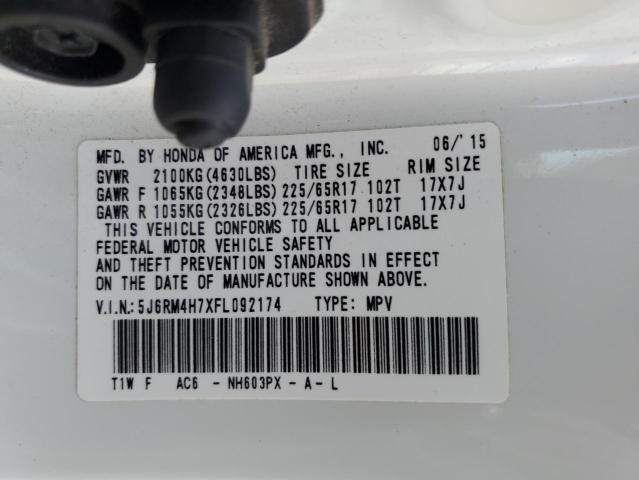 MFD. BY HONDA OF AMERICA MFG., INC. 06/'15
GVWR 2100KG(4630LBS) TIRE SIZE RIM SIZE
GAWR F 1065KG(2348LBS) 225/65R17 102T 17X7J
GAWR R 1055KG(2326LBS) 225/65R17 102T 17X7J
THIS VEHICLE CONFORMS TO ALL APPLICABLE
FEDERAL MOTOR VEHICLE SAFETY
AND THEFT PREVENTION STANDARDS IN EFFECT
ON THE DATE OF MANUFACTURE SHOWN ABOVE.
V.I.N.:5J6RM4H7XFL092174 TYPE: MPV
T1W F AC6 - NH603PX - A - L